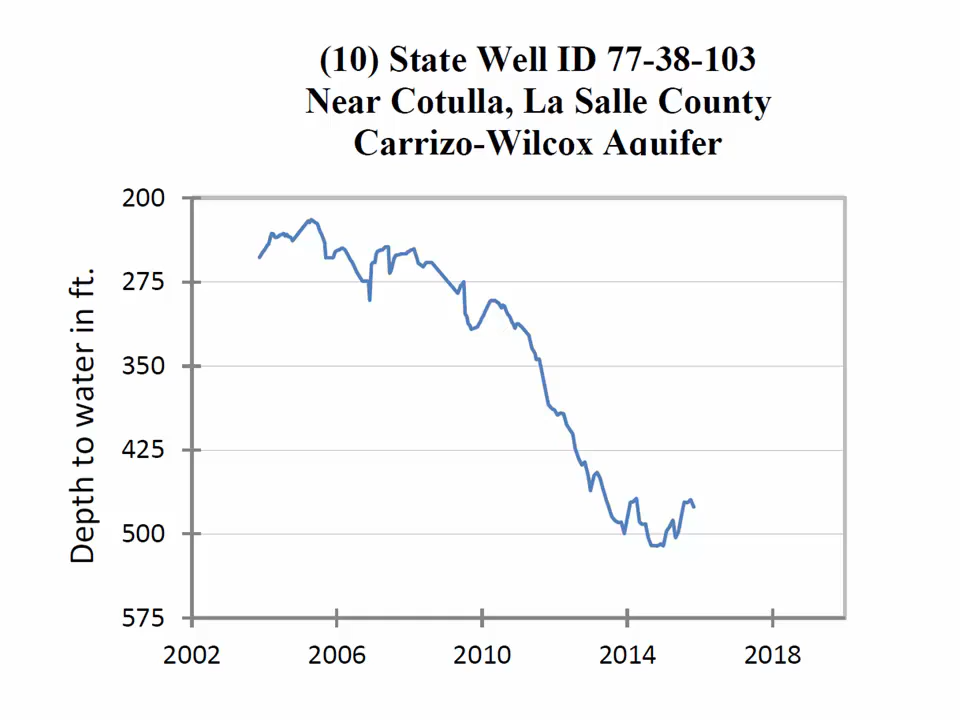 (10) State Well ID 77-38-103
Near Cotulla, La Salle County
Carrizo-Wilcox Aquifer
Depth to water in ft.
200
275
350
425
500
575
2002 2006 2010 2014 2018